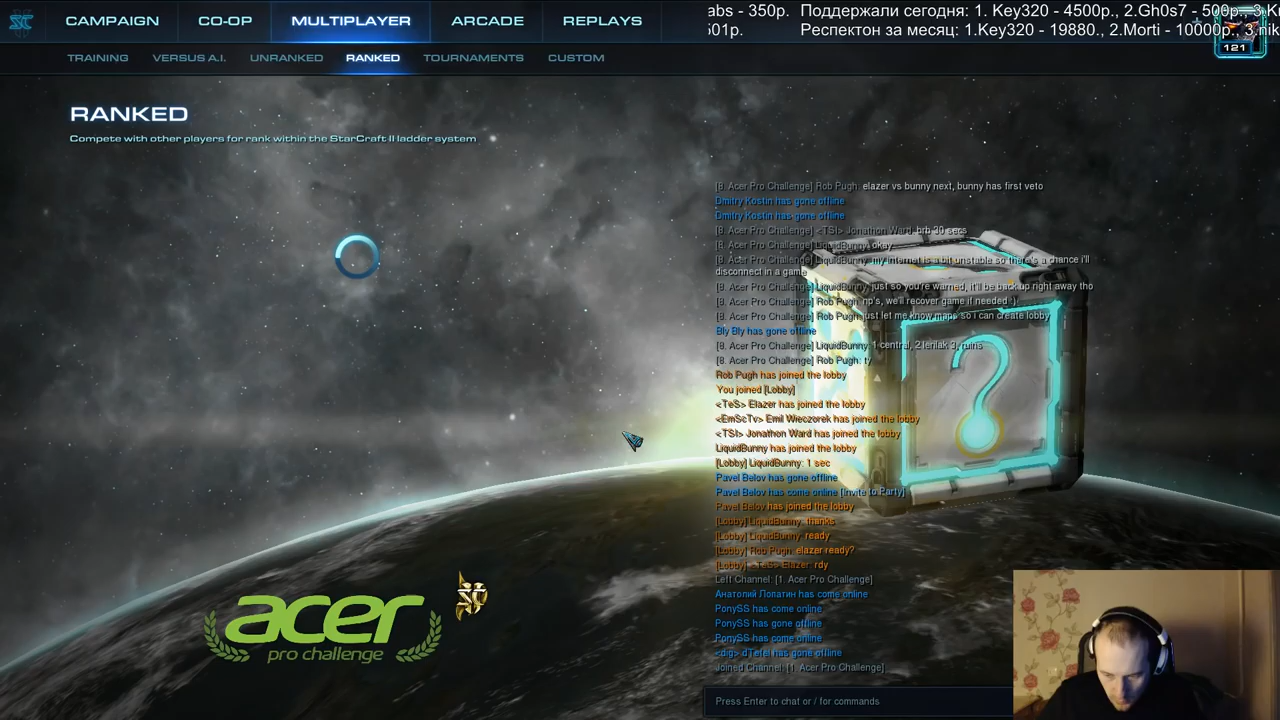 CAMPAIGN CO-OP MULTIPLAYER ARCADE REPLAYS
abs - 350р. Поддержали сегодня: 1. Key320 - 4500р., 2.Gh0s7 - 500р., 3.K
501р. Респектон за месяц: 1.Key320 - 19880., 2.Morti - 10000р., 3.nik
121
TRAINING VERSUS A.I. UNRANKED RANKED TOURNAMENTS CUSTOM
RANKED
Compete with other players for rank within the StarCraft II ladder system
[8. Acer Pro Challenge] Rob Pugh: elazer vs bunny next, bunny has first veto
Dmitry Kostin has gone offline
Dmitry Kostin has gone offline
[8. Acer Pro Challenge] <TSI> Jonathon Ward: brb 30 secs
[8. Acer Pro Challenge] LiquidBunny: okay
[8. Acer Pro Challenge] LiquidBunny: my internet is a bit unstable so there's a chance i'll
disconnect in a game
[8. Acer Pro Challenge] LiquidBunny: just so you're warned, it'll be back up right away tho
[8. Acer Pro Challenge] Rob Pugh: np's, we'll recover game if needed :)
[8. Acer Pro Challenge] Rob Pugh: just let me know maps so i can create lobby
Bly Bly has gone offline
[8. Acer Pro Challenge] LiquidBunny: 1 central, 2 lerilak 3, ruins
[8. Acer Pro Challenge] Rob Pugh: ty
Rob Pugh has joined the lobby
You joined [Lobby]
<TeS> Elazer has joined the lobby
<EmScTv> Emil Wieczorek has joined the lobby
<TSI> Jonathon Ward has joined the lobby
LiquidBunny has joined the lobby
[Lobby] LiquidBunny: 1 sec
Pavel Belov has gone offline
Pavel Belov has come online [Invite to Party]
Pavel Belov has joined the lobby
[Lobby] LiquidBunny: thanks
[Lobby] LiquidBunny: ready
[Lobby] Rob Pugh: elazer ready?
[Lobby] <TeS> Elazer: rdy
Left Channel: [1. Acer Pro Challenge]
Анатолий Лопатин has come online
PonySS has come online
PonySS has gone offline
PonySS has come online
<dig> dTefel has gone offline
Joined Channel: [1. Acer Pro Challenge]
acer
pro challenge
Press Enter to chat or / for commands